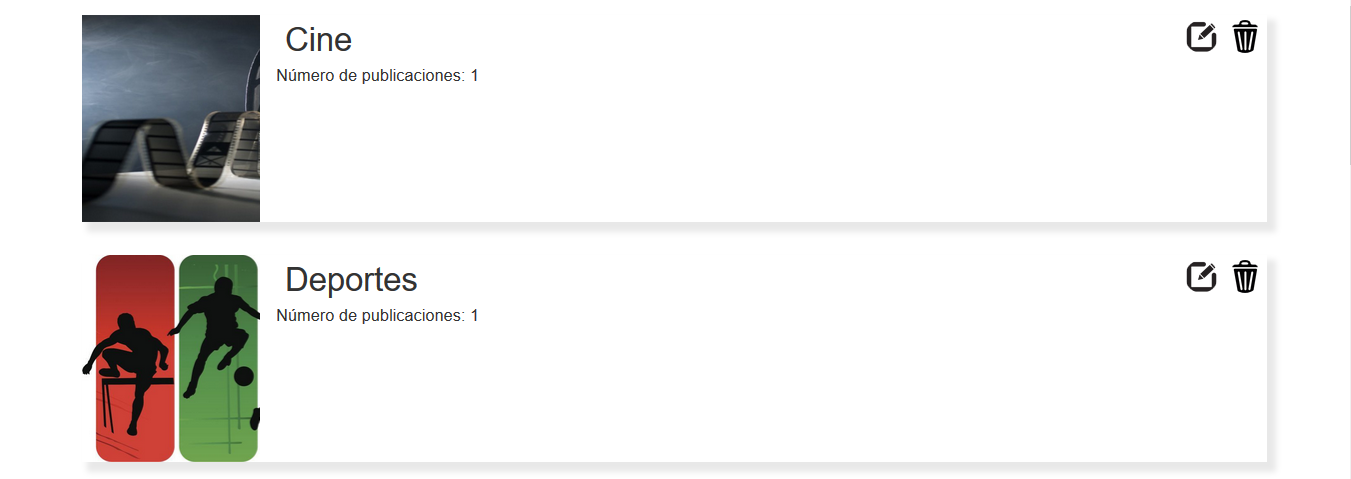 Cine
Número de publicaciones: 1
Deportes
Número de publicaciones: 1